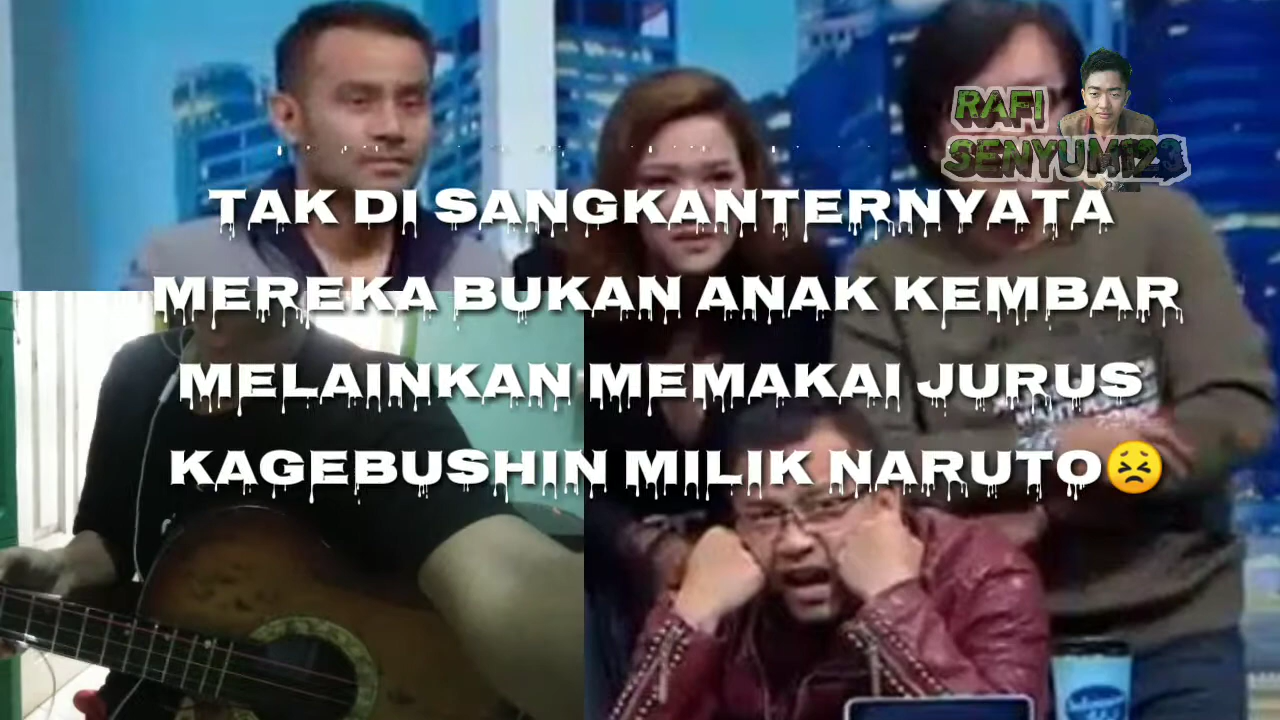 RAFI
SENYUM123
TAK DI SANGKANTERNYATA
MEREKA BUKAN ANAK KEMBAR
MELAINKAN MEMAKAI JURUS
KAGEBUSHIN MILIK NARUTO😣